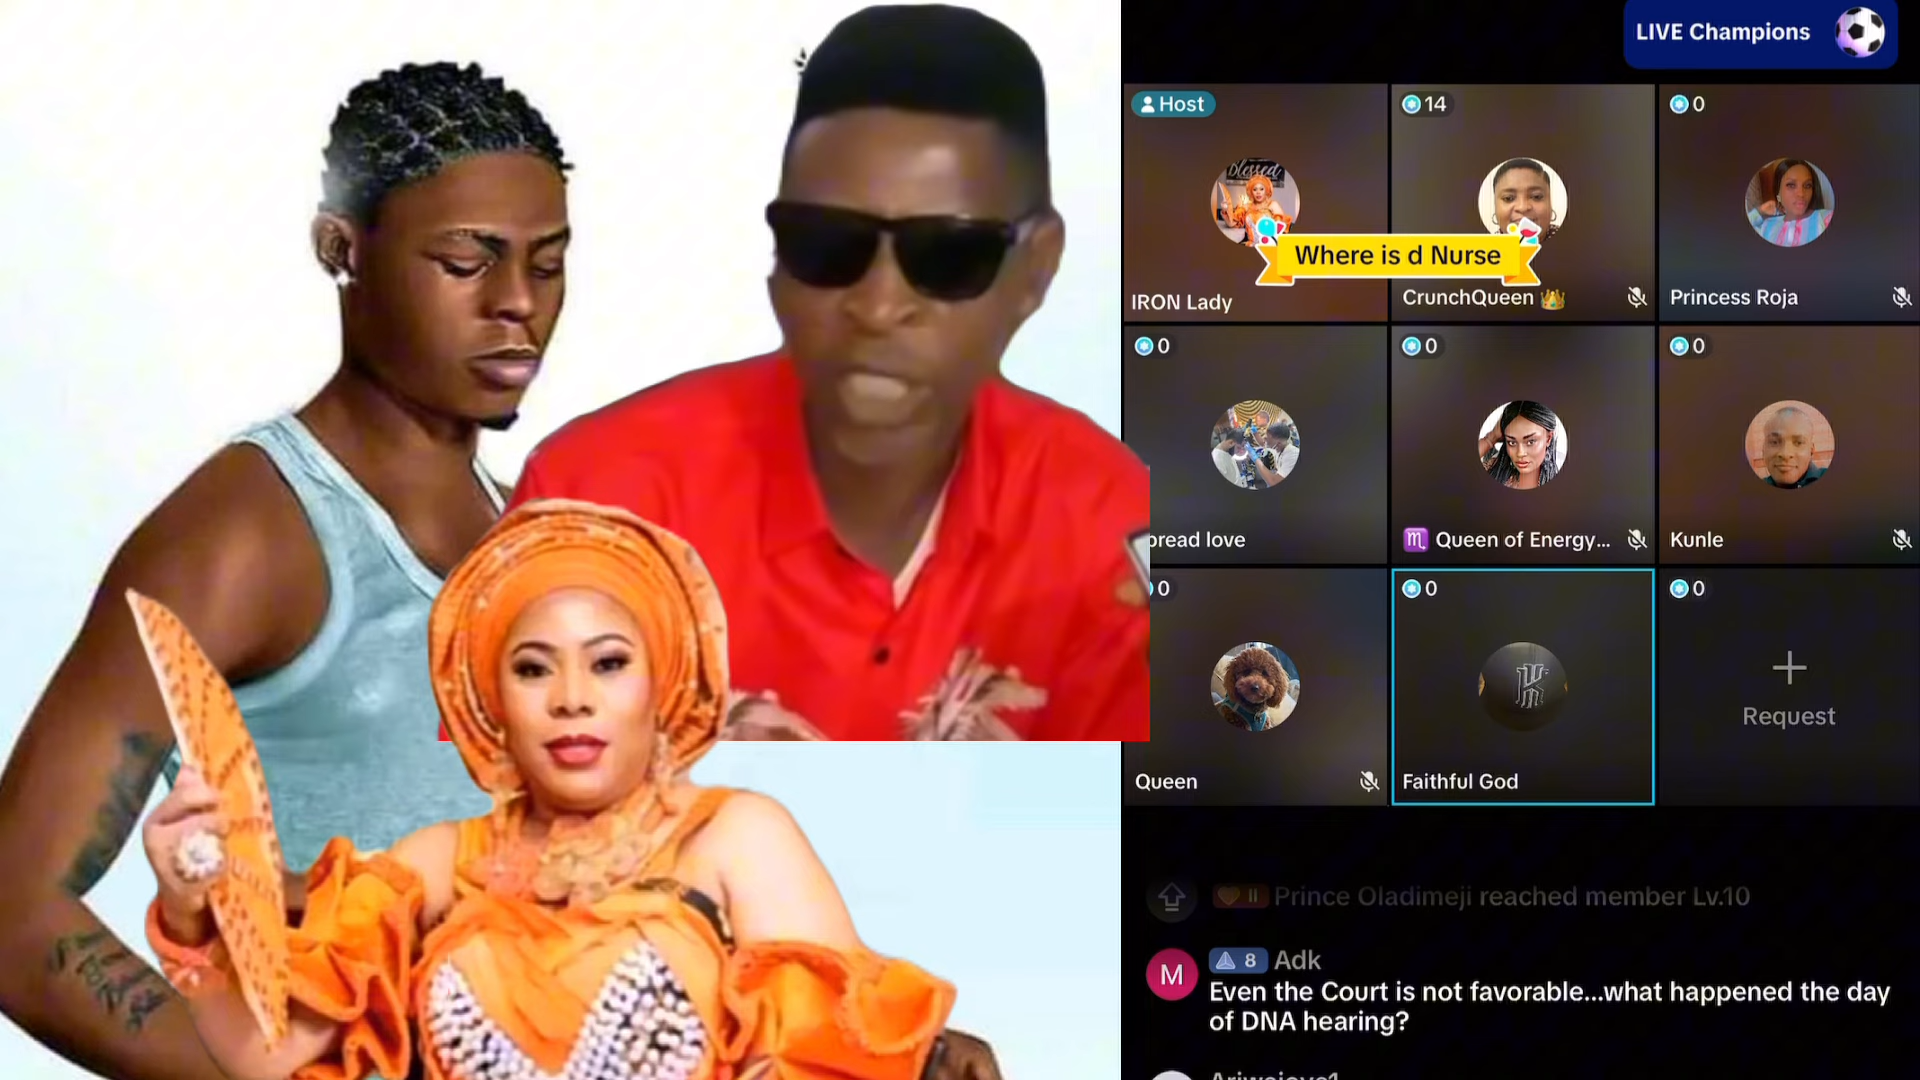 LIVE Champions
Host
14
0
blessed
Where is d Nurse
IRON Lady
CrunchQueen
Princess Roja
0
0
0
pread love
Queen of Energy...
Kunle
0
0
0
Request
Queen
Faithful God
II Prince Oladimeji reached member Lv.10
M
8 Adk
Even the Court is not favorable...what happened the day
of DNA hearing?